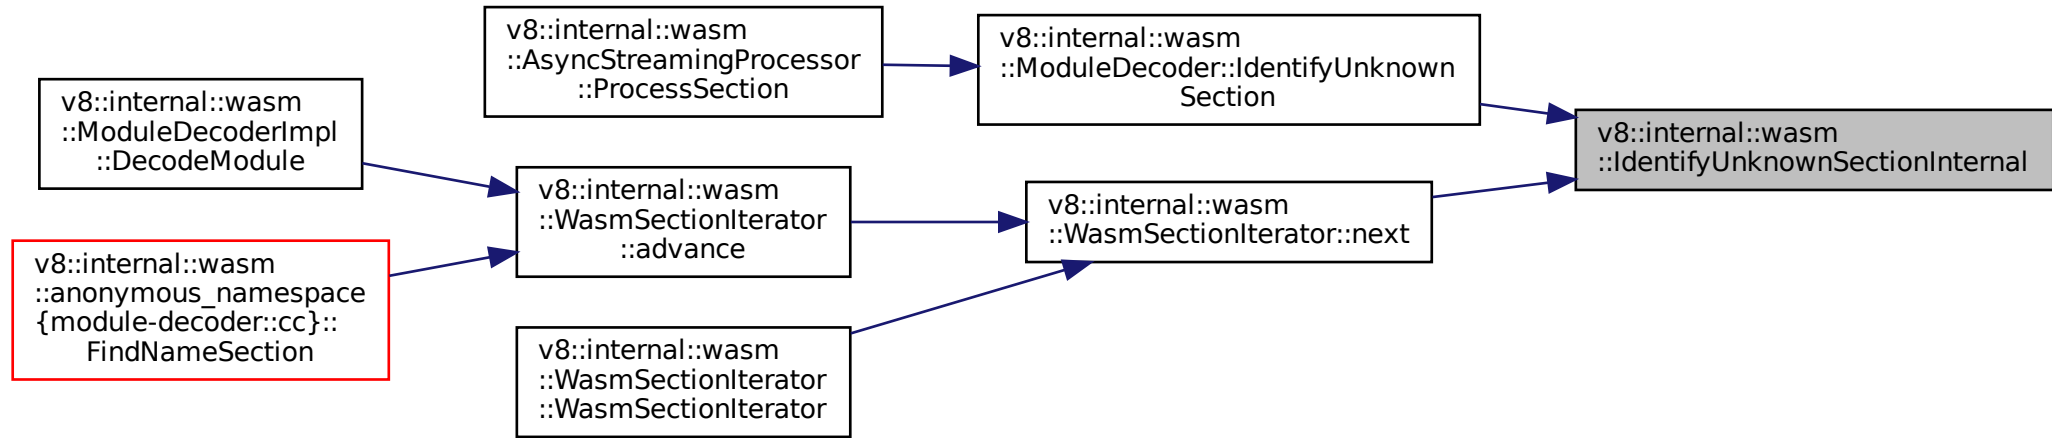 v8::internal::wasm
::ModuleDecoderImpl
::DecodeModule
v8::internal::wasm
::anonymous_namespace
{module-decoder::cc}::
FindNameSection
v8::internal::wasm
::AsyncStreamingProcessor
::ProcessSection
v8::internal::wasm
::WasmSectionIterator
::advance
v8::internal::wasm
::WasmSectionIterator
::WasmSectionIterator
v8::internal::wasm
::ModuleDecoder::IdentifyUnknown
Section
v8::internal::wasm
::WasmSectionIterator::next
v8::internal::wasm
::IdentifyUnknownSectionInternal